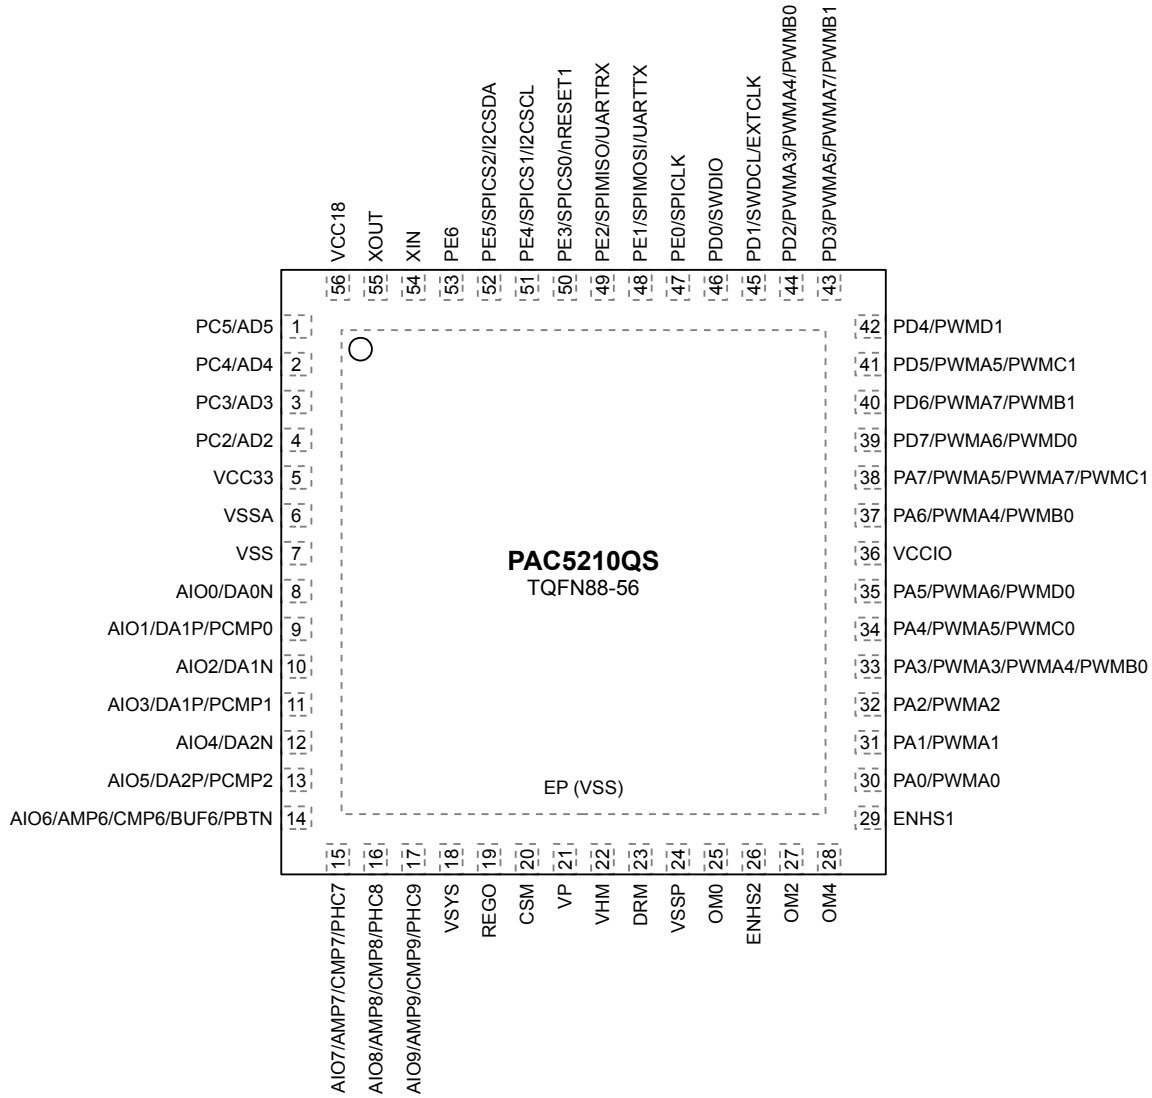 VCC18
XOUT
XIN
PE6
PE5/SPICS2/I2CSDA
PE4/SPICS1/I2CSCL
PE3/SPICS0/nRESET1
PE2/SPIMISO/UARTRX
PE1/SPIMOSI/UARTTX
PE0/SPICLK
PD0/SWDIO
PD1/SWDCL/EXTCLK
PD2/PWMA3/PWMA4/PWMB0
PD3/PWMA5/PWMA7/PWMB1
56
55
54
53
52
51
50
49
48
47
46
45
44
43
PC5/AD5 1
PC4/AD4 2
PC3/AD3 3
PC2/AD2 4
VCC33 5
VSSA 6
VSS 7
AIO0/DA0N 8
AIO1/DA1P/PCMP0 9
AIO2/DA1N 10
AIO3/DA1P/PCMP1 11
AIO4/DA2N 12
AIO5/DA2P/PCMP2 13
AIO6/AMP6/CMP6/BUF6/PBTN 14
PAC5210QS
TQFN88-56
EP (VSS)
42 PD4/PWMD1
41 PD5/PWMA5/PWMC1
40 PD6/PWMA7/PWMB1
39 PD7/PWMA6/PWMD0
38 PA7/PWMA5/PWMA7/PWMC1
37 PA6/PWMA4/PWMB0
36 VCCIO
35 PA5/PWMA6/PWMD0
34 PA4/PWMA5/PWMC0
33 PA3/PWMA3/PWMA4/PWMB0
32 PA2/PWMA2
31 PA1/PWMA1
30 PA0/PWMA0
29 ENHS1
15
16
17
18
19
20
21
22
23
24
25
26
27
28
AIO7/AMP7/CMP7/PHC7
AIO8/AMP8/CMP8/PHC8
AIO9/AMP9/CMP9/PHC9
VSYS
REGO
CSM
VP
VHM
DRM
VSSP
OM0
ENHS2
OM2
OM4